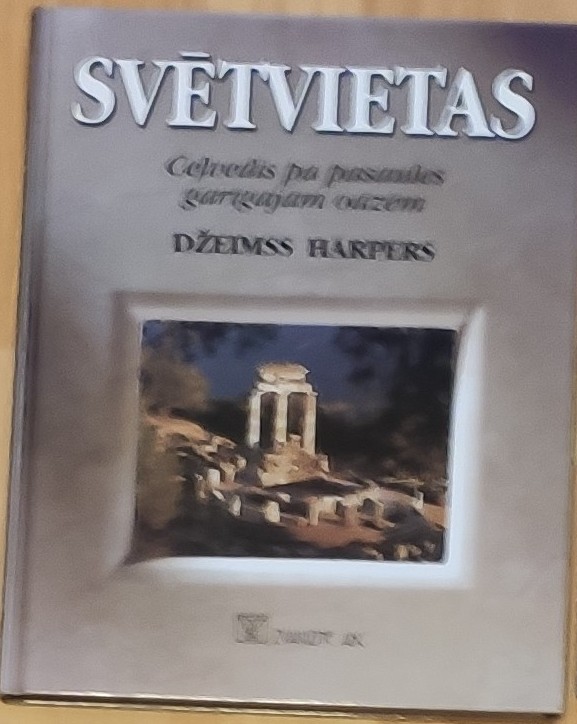 SVĒTVIETAS
Ceļvedis pa pasaules
garīgajām oāzēm
DŽEIMSS HARPERS